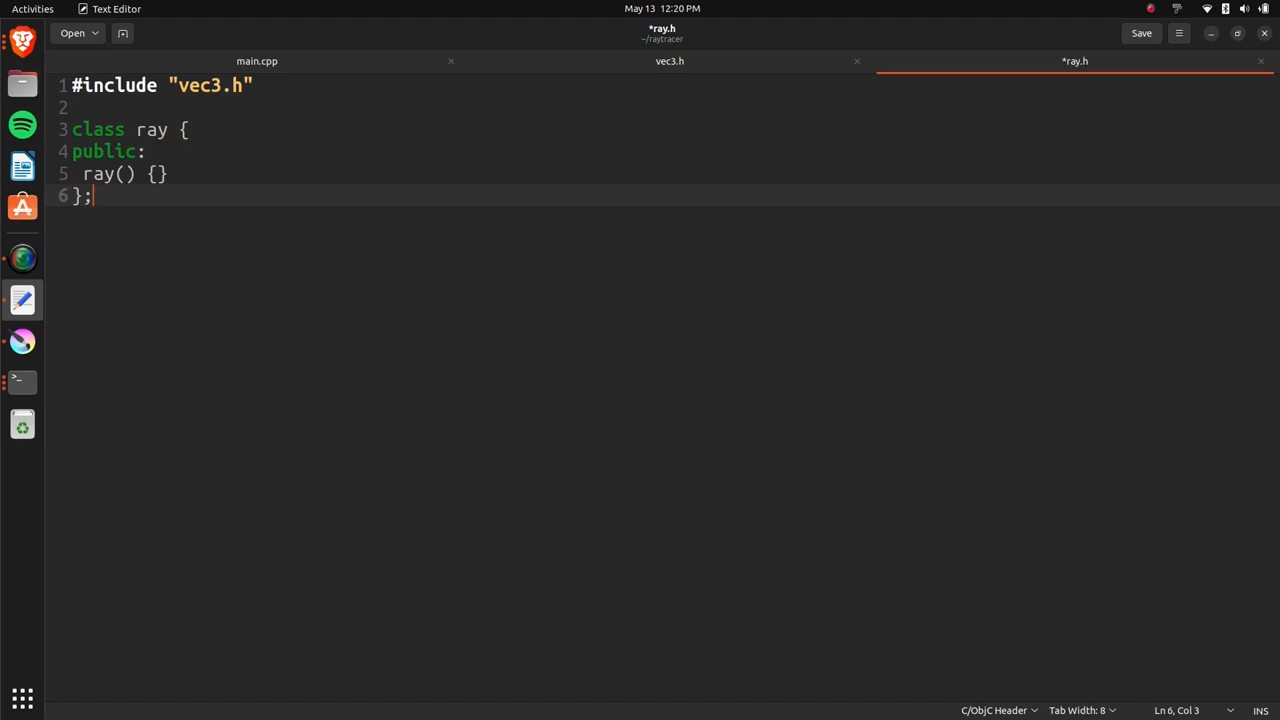 Activities
Text Editor
May 13 12:20 PM
Open
*ray.h
~/raytracer
Save
main.cpp
vec3.h
*ray.h
1 #include "vec3.h"
2
3 class ray {
4 public:
5  ray() {}
6 };
C/ObjC Header
Tab Width: 8
Ln 6, Col 3
INS